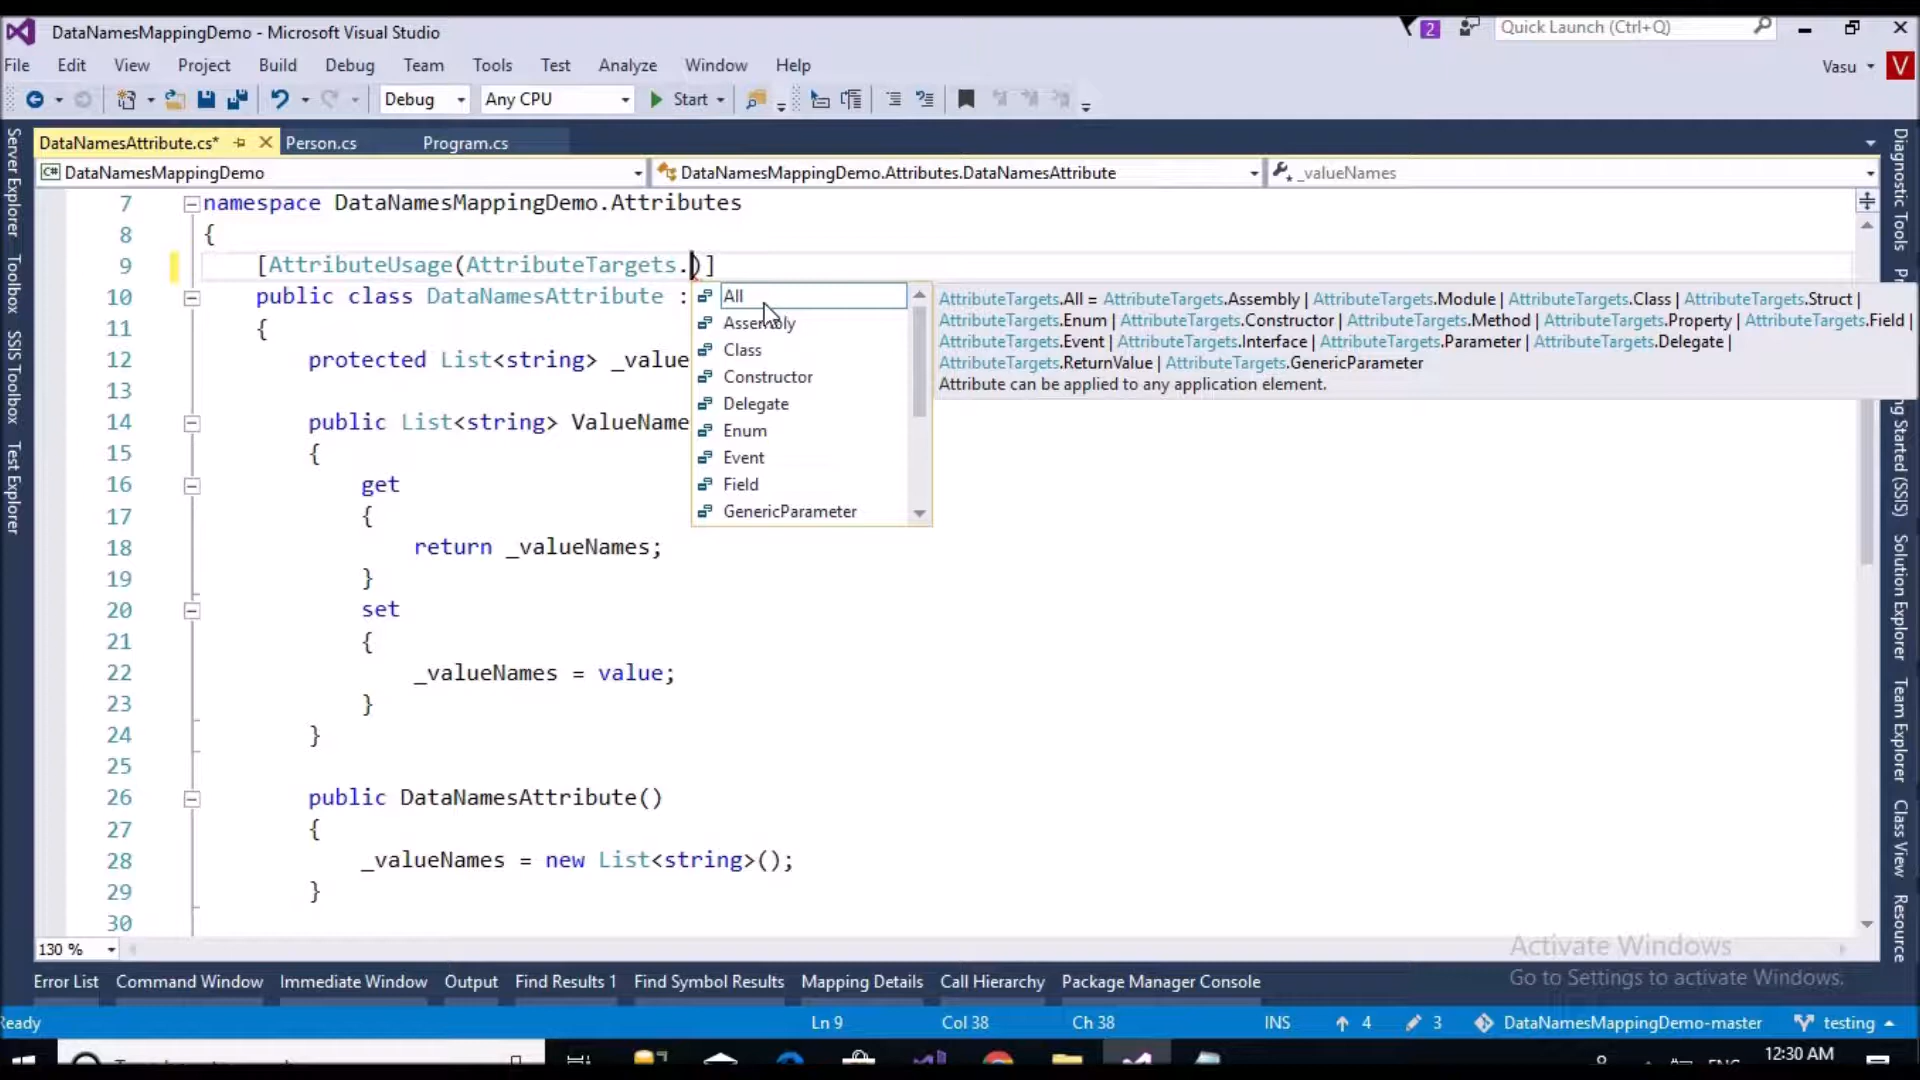 DataNamesMappingDemo - Microsoft Visual Studio
2
Quick Launch (Ctrl+Q)
File Edit View Project Build Debug Team Tools Test Analyze Window Help
Vasu
V
Debug Any CPU Start
DataNamesAttribute.cs* Person.cs Program.cs
C# DataNamesMappingDemo
DataNamesMappingDemo.Attributes.DataNamesAttribute
_valueNames
Server Explorer
Toolbox
SSIS Toolbox
Test Explorer
7 namespace DataNamesMappingDemo.Attributes
8 {
9 [AttributeUsage(AttributeTargets.)]
10 public class DataNamesAttribute :
11 {
12 protected List<string> _value
13
14 public List<string> ValueName
15 {
16 get
17 {
18 return _valueNames;
19 }
20 set
21 {
22 _valueNames = value;
23 }
24 }
25
26 public DataNamesAttribute()
27 {
28 _valueNames = new List<string>();
29 }
30
All
Assembly
Class
Constructor
Delegate
Enum
Event
Field
GenericParameter
AttributeTargets.All = AttributeTargets.Assembly | AttributeTargets.Module | AttributeTargets.Class | AttributeTargets.Struct |
AttributeTargets.Enum | AttributeTargets.Constructor | AttributeTargets.Method | AttributeTargets.Property | AttributeTargets.Field |
AttributeTargets.Event | AttributeTargets.Interface | AttributeTargets.Parameter | AttributeTargets.Delegate |
AttributeTargets.ReturnValue | AttributeTargets.GenericParameter
Attribute can be applied to any application element.
Diagnostic Tools
ng Started (SSIS)
Solution Explorer
Team Explorer
Class View
Resource
130 %
Activate Windows
Go to Settings to activate Windows.
Error List Command Window Immediate Window Output Find Results 1 Find Symbol Results Mapping Details Call Hierarchy Package Manager Console
Ready Ln 9 Col 38 Ch 38 INS 4 3 DataNamesMappingDemo-master testing
12:30 AM